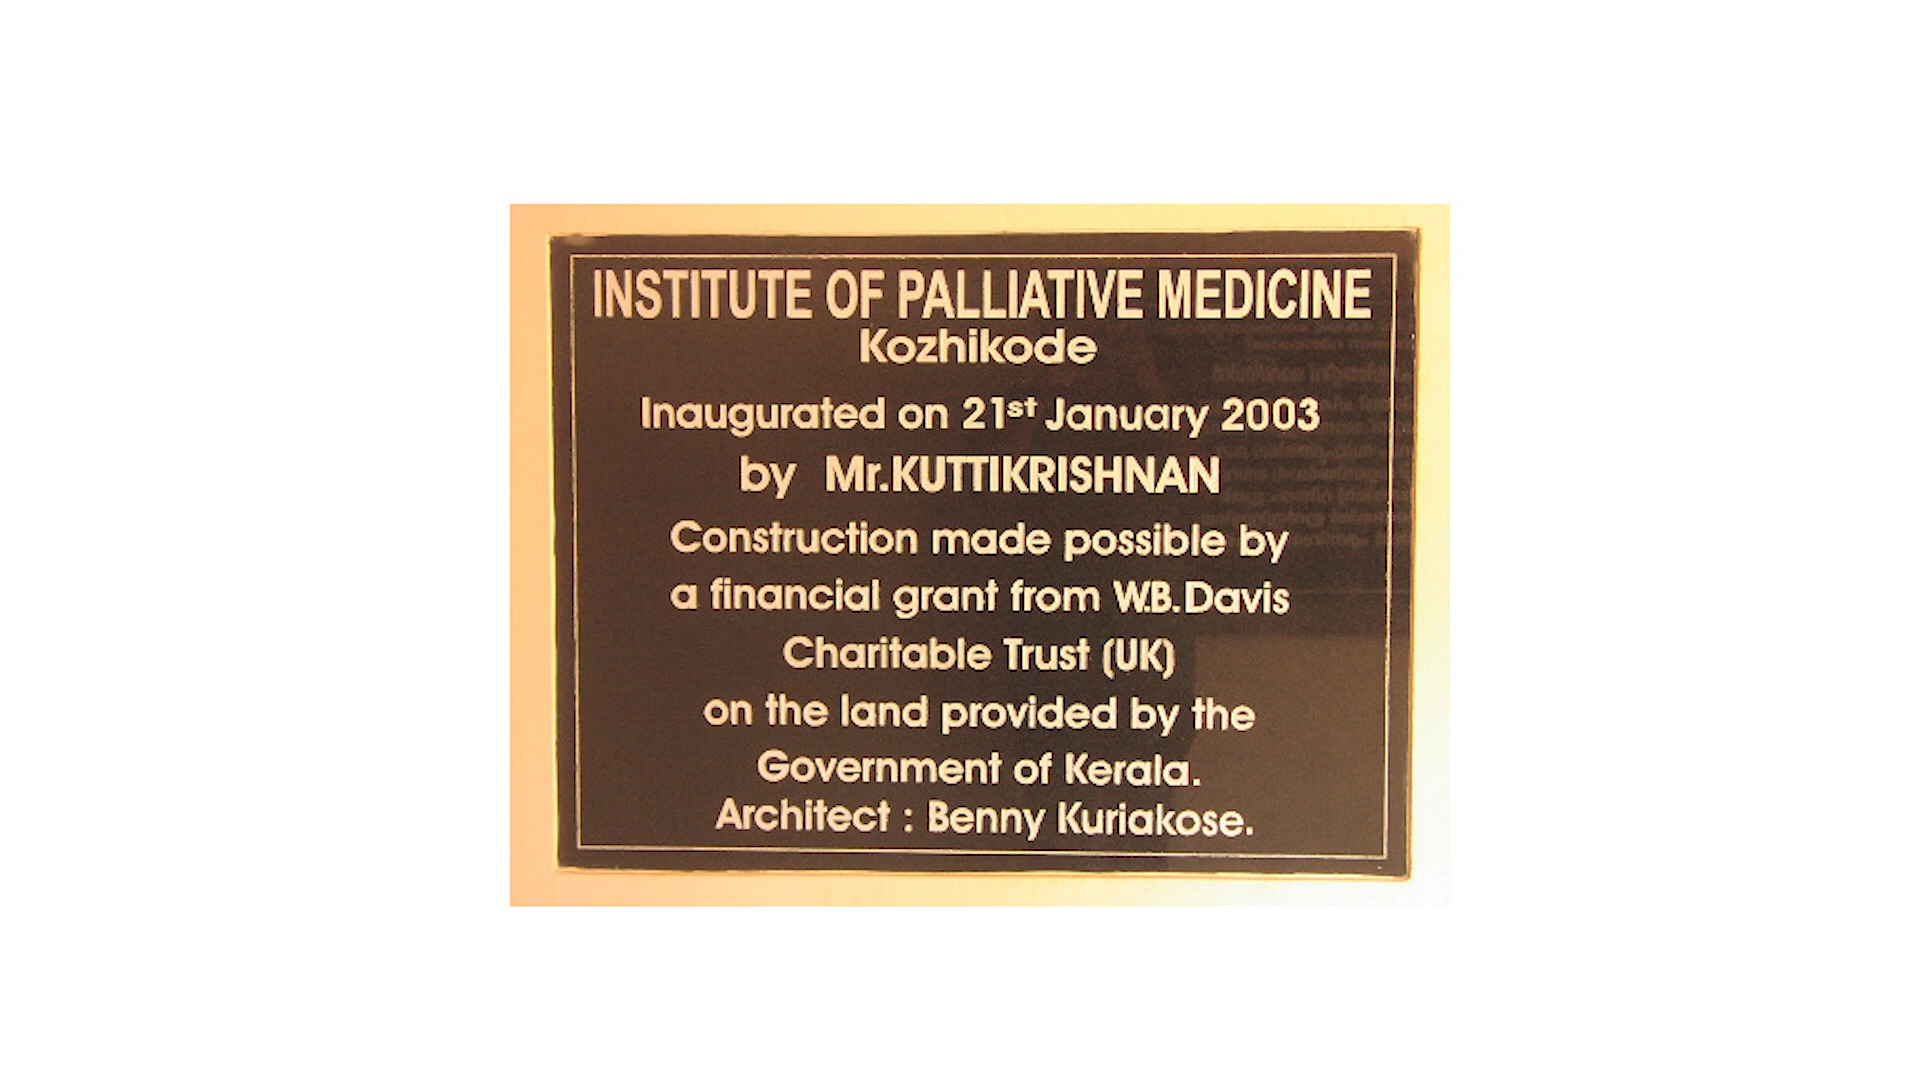 INSTITUTE OF PALLIATIVE MEDICINE
Kozhikode
Inaugurated on 21st January 2003
by Mr.KUTTIKRISHNAN
Construction made possible by
a financial grant from W.B.Davis
Charitable Trust (UK)
on the land provided by the
Government of Kerala.
Architect : Benny Kuriakose.